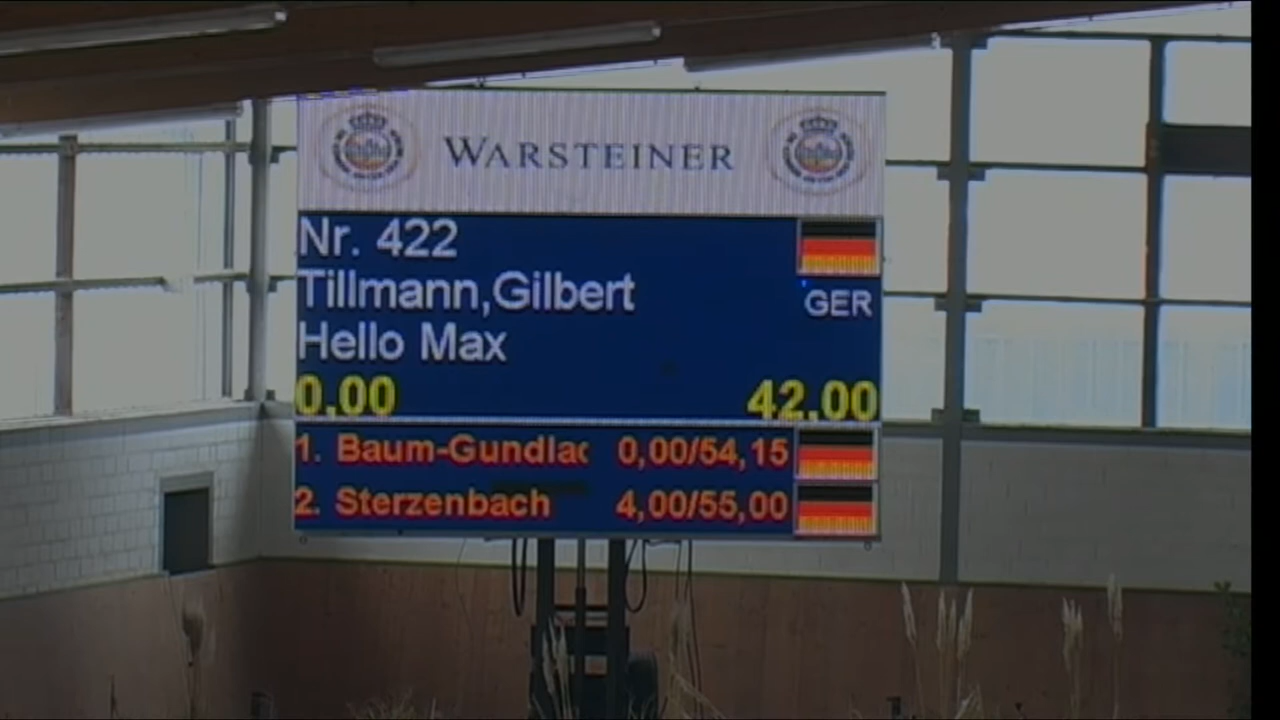 WARSTEINER
Nr. 422
Tillmann,Gilbert GER
Hello Max
0,00 42,00
1. Baum-Gundlac 0,00/54,15
2. Sterzenbach 4,00/55,00